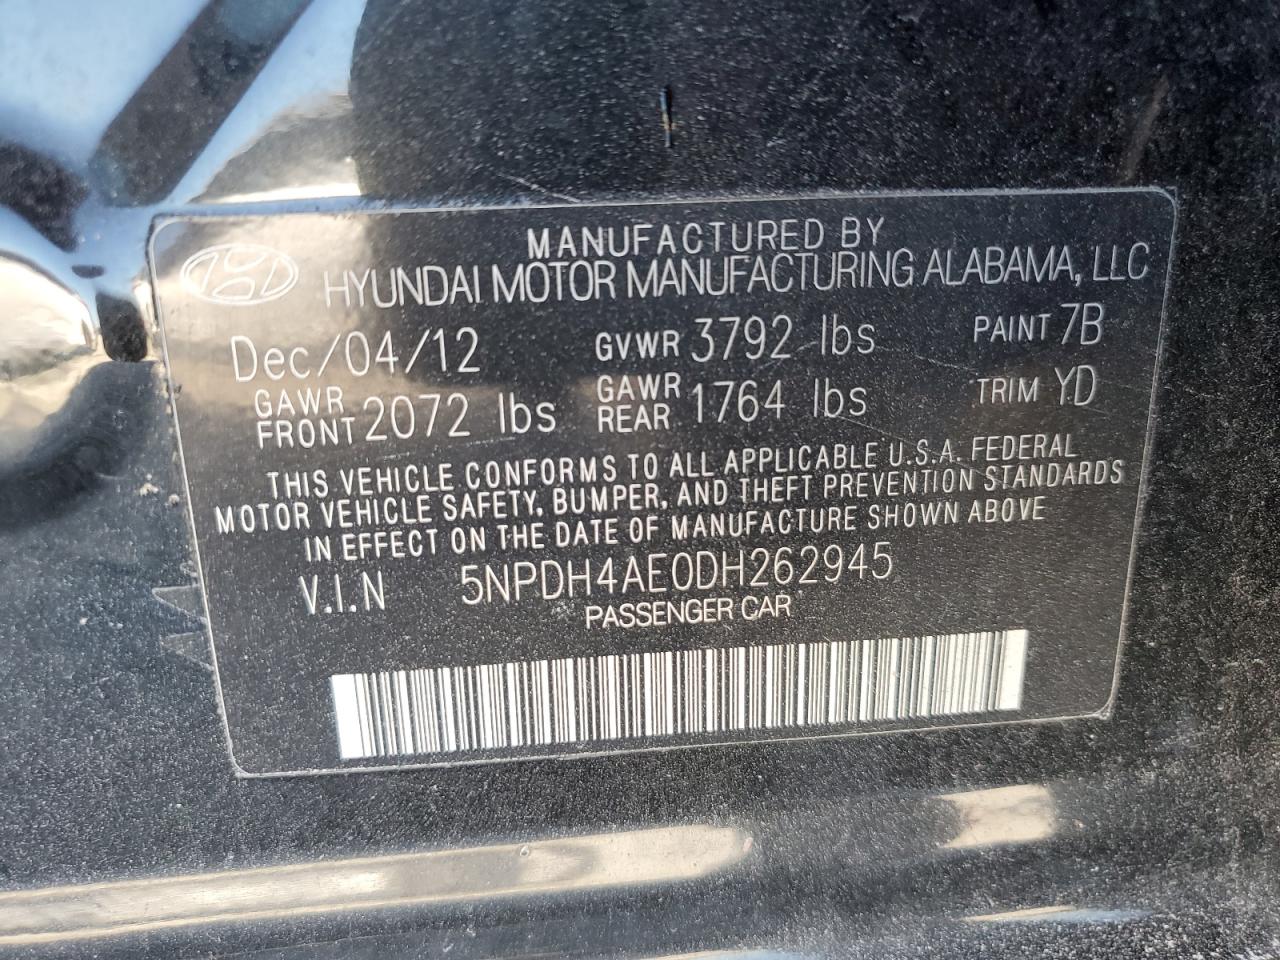 MANUFACTURED BY
HYUNDAI MOTOR MANUFACTURING ALABAMA, LLC
Dec/04/12 GVWR 3792 lbs PAINT 7B
GAWR FRONT 2072 lbs GAWR REAR 1764 lbs TRIM YD
THIS VEHICLE CONFORMS TO ALL APPLICABLE U.S.A. FEDERAL
MOTOR VEHICLE SAFETY, BUMPER, AND THEFT PREVENTION STANDARDS
IN EFFECT ON THE DATE OF MANUFACTURE SHOWN ABOVE
V.I.N 5NPDH4AE0DH262945
PASSENGER CAR